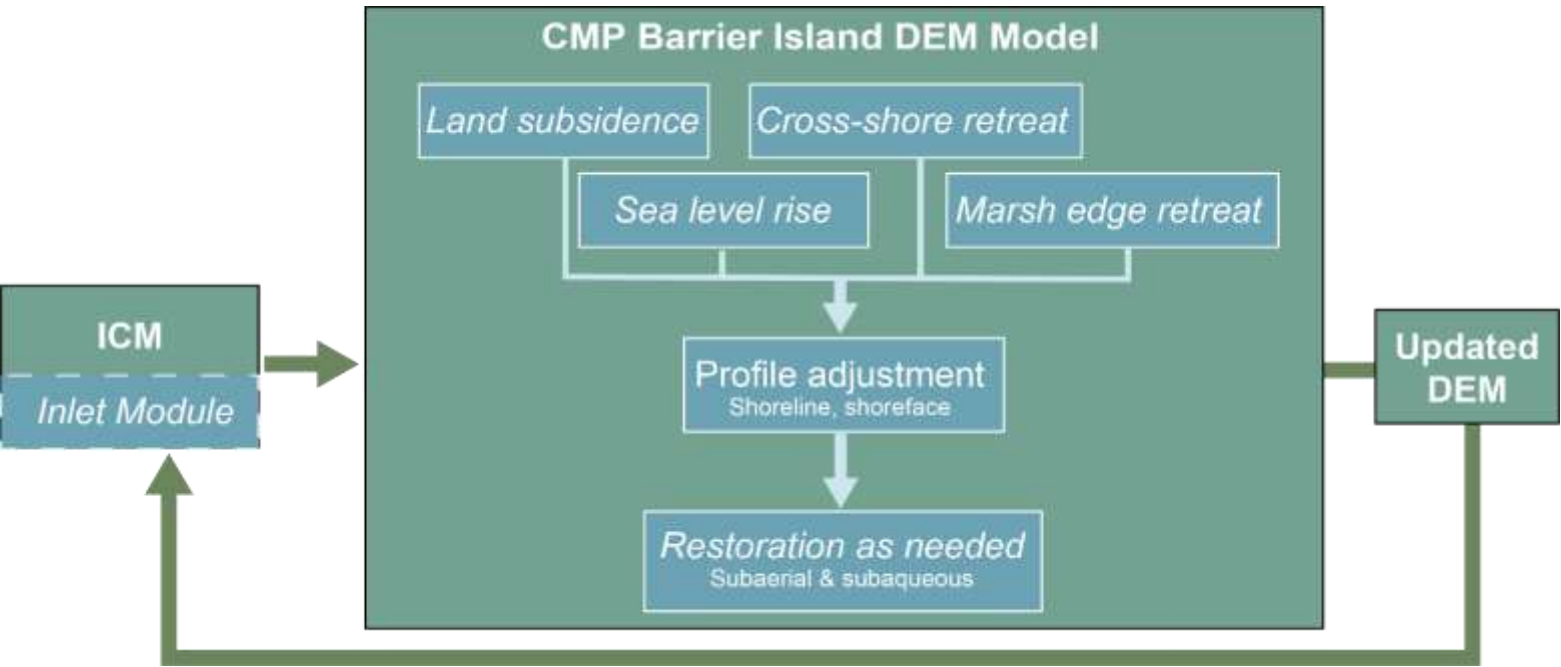 CMP Barrier Island DEM Model
Land subsidence
Cross-shore retreat
Sea level rise
Marsh edge retreat
ICM
Inlet Module
Profile adjustment
Shoreline, shoreface
Updated
DEM
Restoration as needed
Subaerial & subaqueous